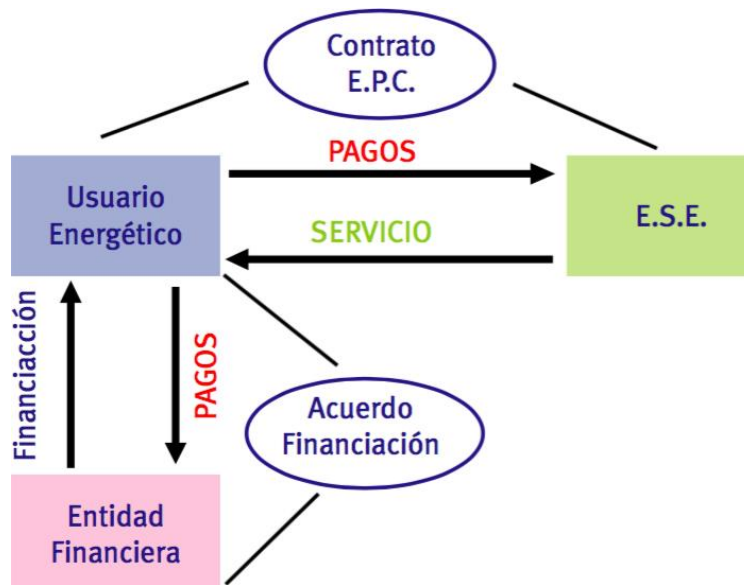 Contrato
E.P.C.
PAGOS
Usuario
Energético
E.S.E.
SERVICIO
Financiacción
PAGOS
Acuerdo
Financiación
Entidad
Financiera